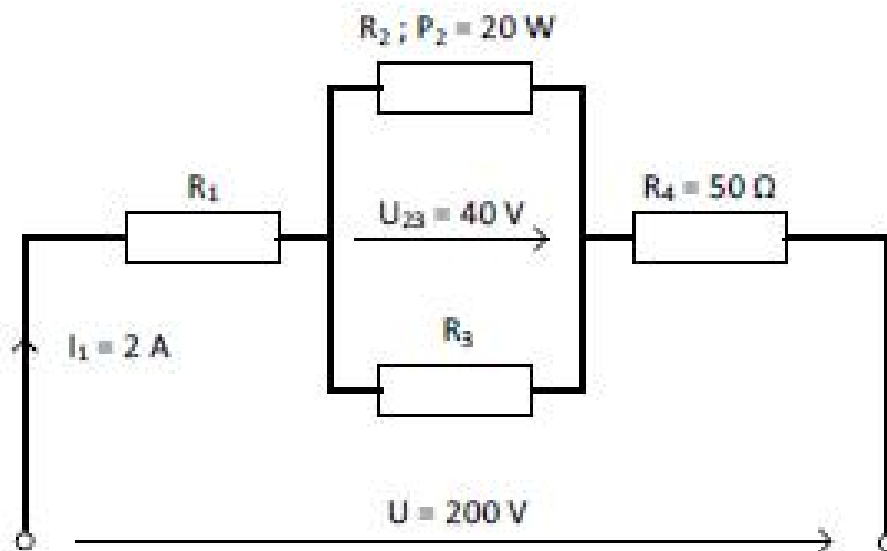 R₂ ; P₂ = 20 W
R₁
U₂₃ = 40 V
R₄ = 50 Ω
I₁ = 2 A
R₃
U = 200 V